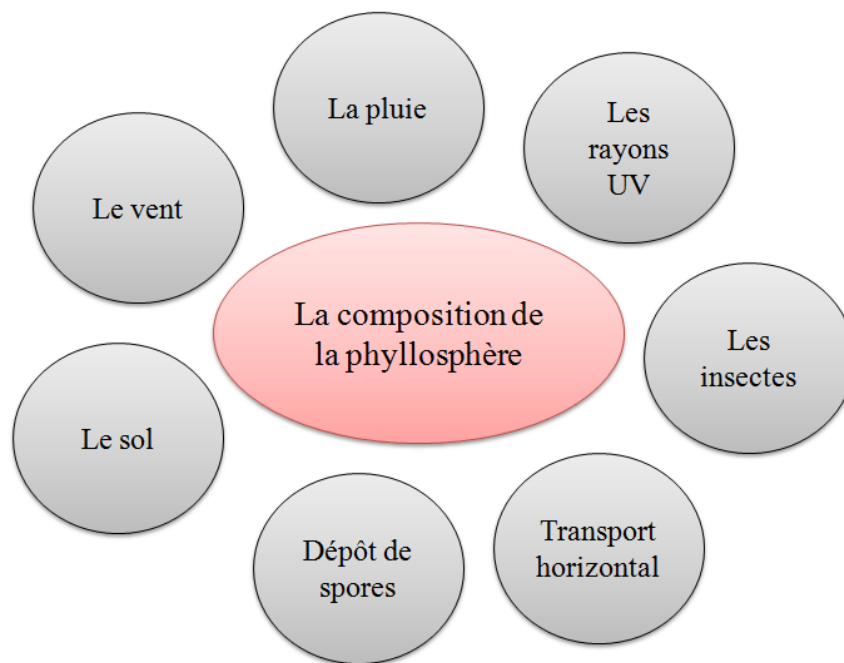 La pluie
Les
rayons
UV
Le vent
La composition de
la phyllosphère
Les
insectes
Le sol
Transport
horizontal
Dépôt de
spores